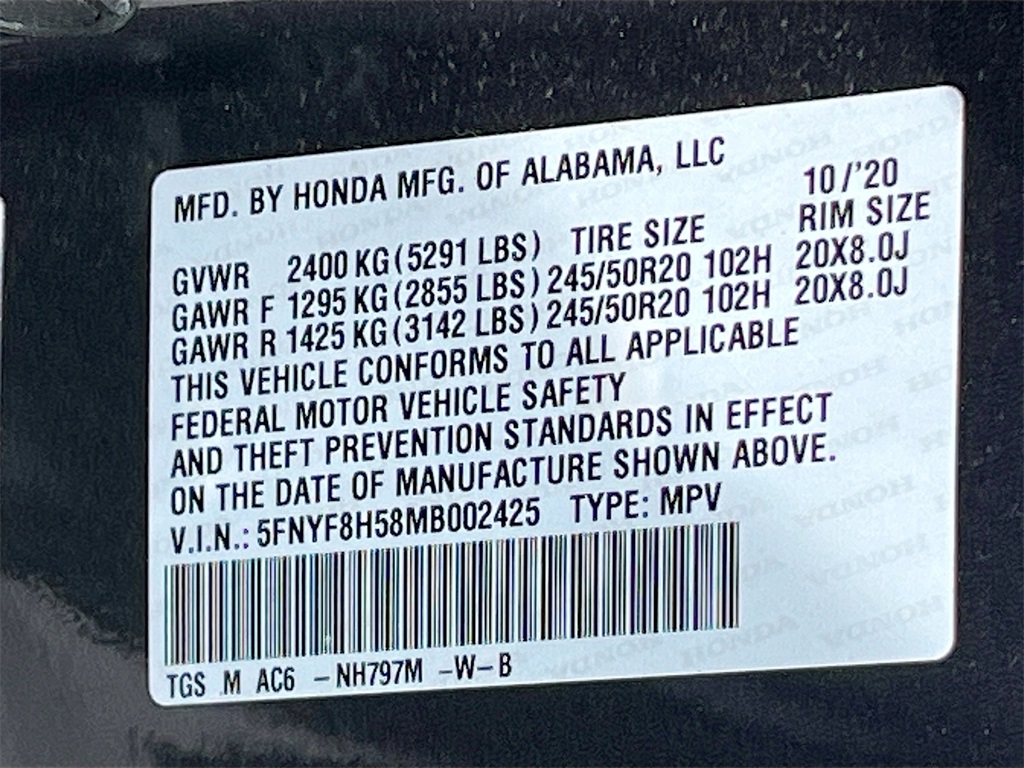 MFD. BY HONDA MFG. OF ALABAMA, LLC 10/'20
GVWR 2400 KG (5291 LBS) TIRE SIZE RIM SIZE
GAWR F 1295 KG (2855 LBS) 245/50R20 102H 20X8.0J
GAWR R 1425 KG (3142 LBS) 245/50R20 102H 20X8.0J
THIS VEHICLE CONFORMS TO ALL APPLICABLE
FEDERAL MOTOR VEHICLE SAFETY
AND THEFT PREVENTION STANDARDS IN EFFECT
ON THE DATE OF MANUFACTURE SHOWN ABOVE.
V.I.N.: 5FNYF8H58MB002425 TYPE: MPV
TGS M AC6 -NH797M -W-B